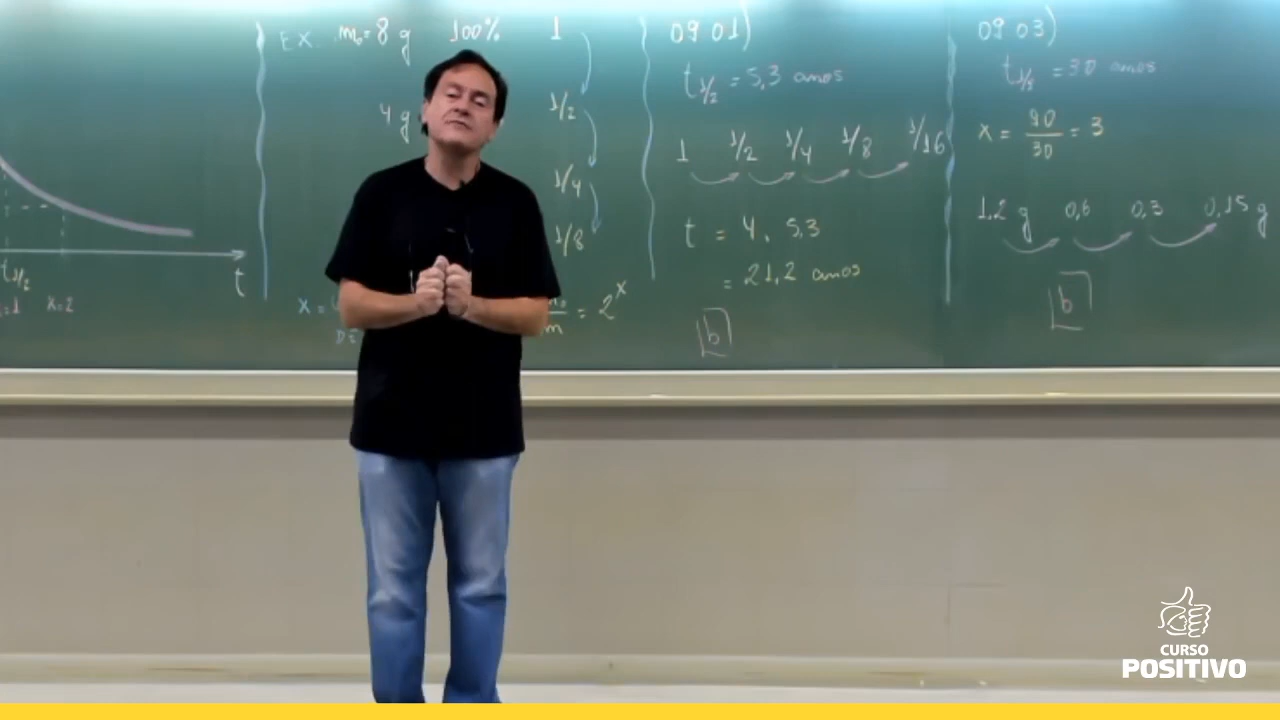 t½
x=1 x=2
t
EX. m₀= 8 g 100% 1
4 g 1/2
1/4
1/8
x =
m = 2ˣ
09 01)
t½ = 5,3 anos
1 1/2 1/4 1/8 1/16
t = 4 . 5,3
= 21,2 anos
b
09 03)
t½ = 30 anos
x = 90/30 = 3
1,2 g 0,6 0,3 0,15 g
b
CURSO
POSITIVO